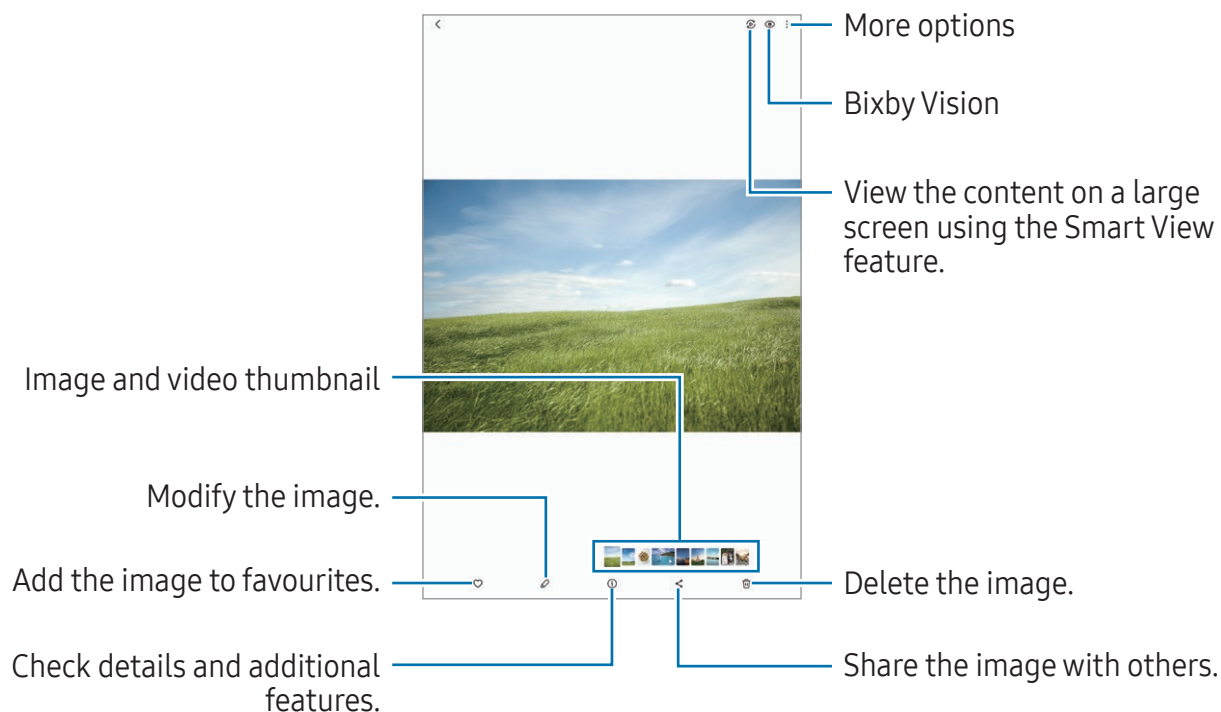 More options
Bixby Vision
View the content on a large
screen using the Smart View
feature.
Image and video thumbnail
Modify the image.
Add the image to favourites.
Delete the image.
Check details and additional
features.
Share the image with others.